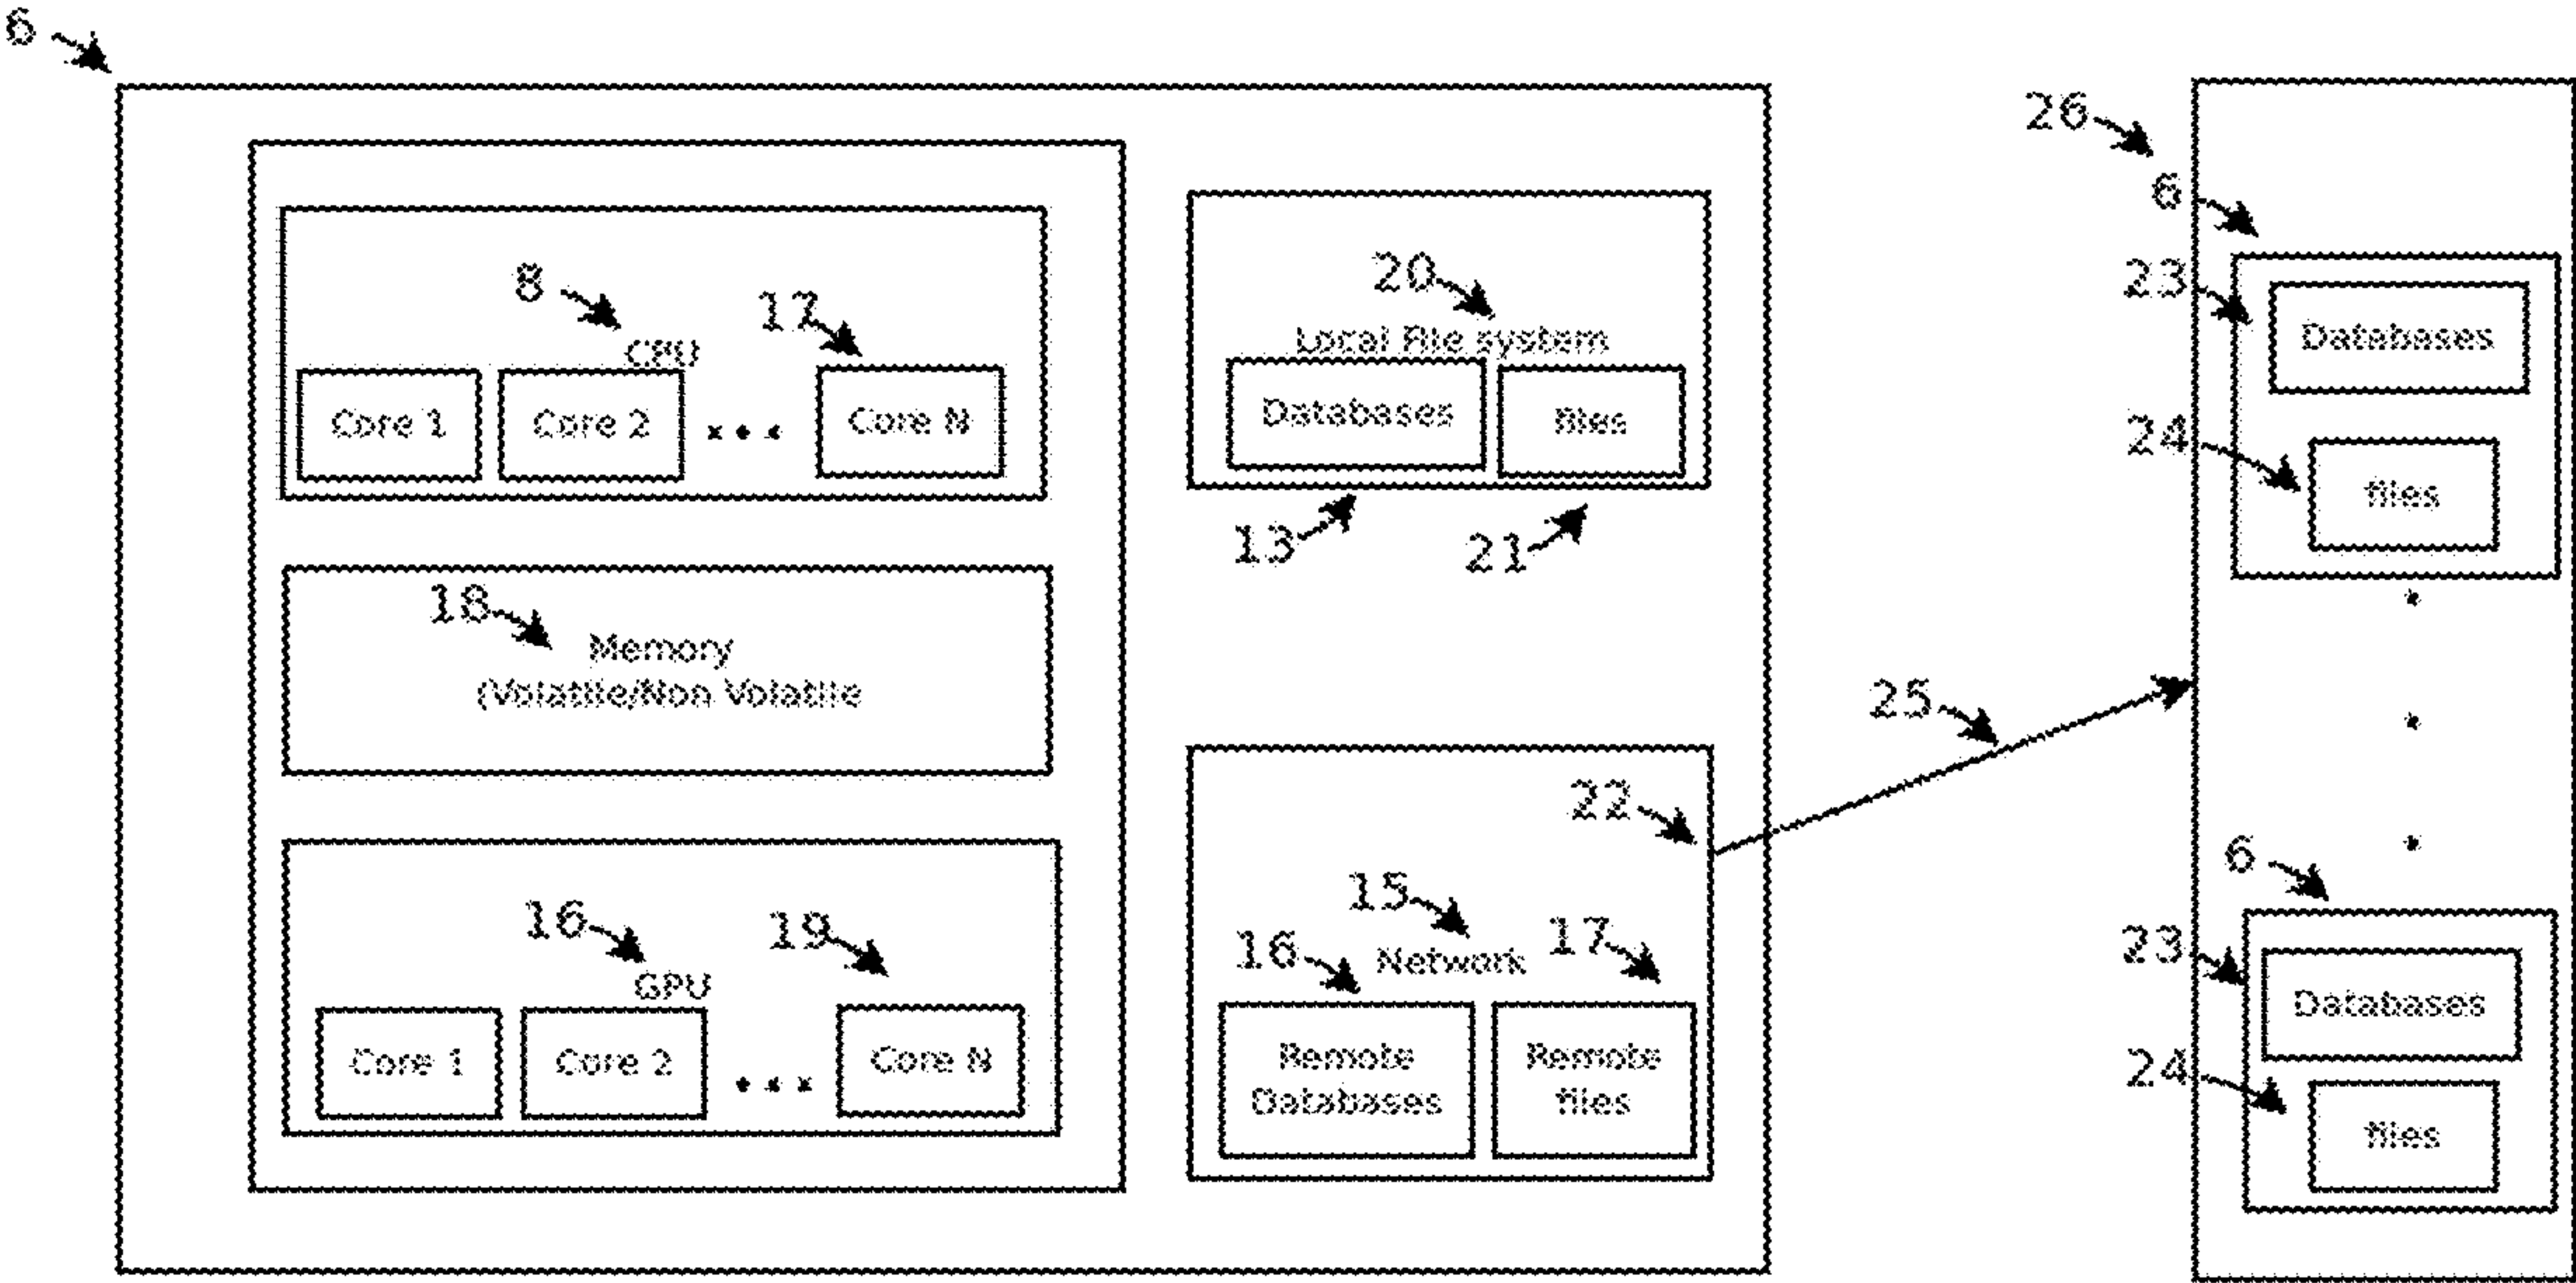 6
8
17
CPU
Core 1
Core 2
Core N
18
Memory
(Volatile/Non Volatile
16
19
GPU
Core 1
Core 2
Core N
20
Local File system
Databases
files
13
21
22
15
16
Network
17
Remote
Databases
Remote
files
25
26
6
23
Databases
24
files
6
23
Databases
24
files